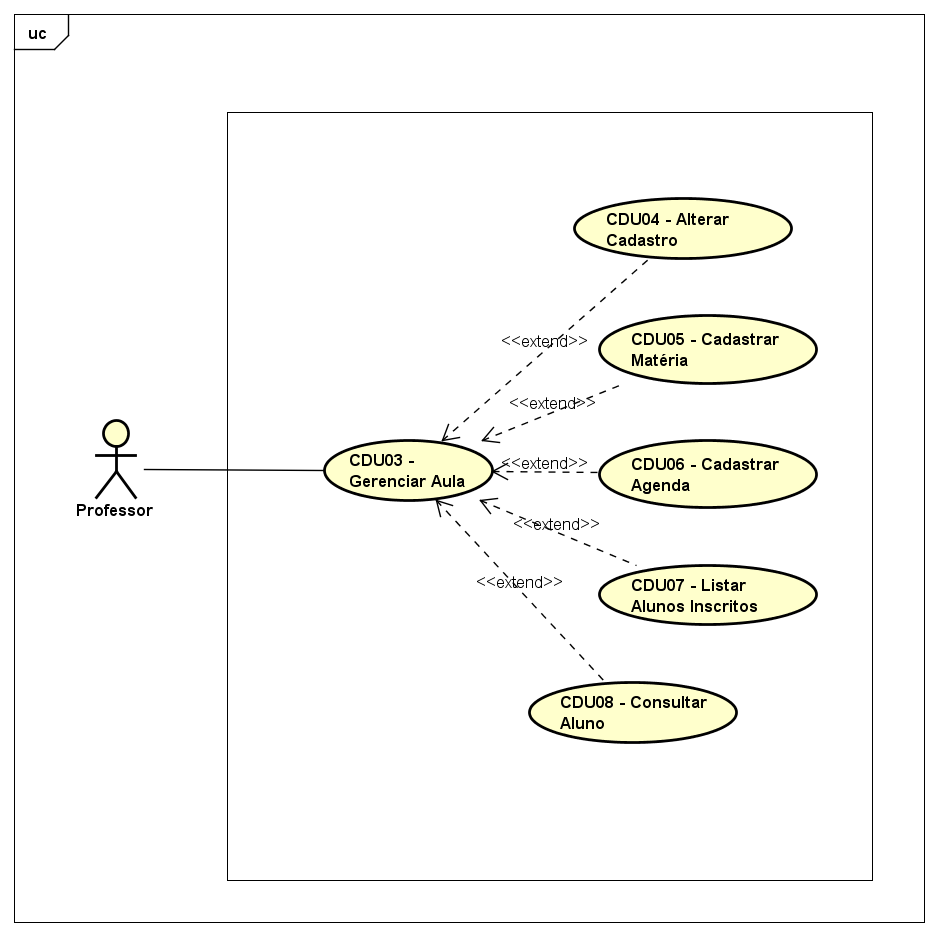 uc
CDU04 - Alterar
Cadastro
<<extend>>
CDU05 - Cadastrar
Matéria
<<extend>>
CDU03 -
Gerenciar Aula
<<extend>>
CDU06 - Cadastrar
Agenda
Professor
<<extend>>
CDU07 - Listar
Alunos Inscritos
<<extend>>
CDU08 - Consultar
Aluno